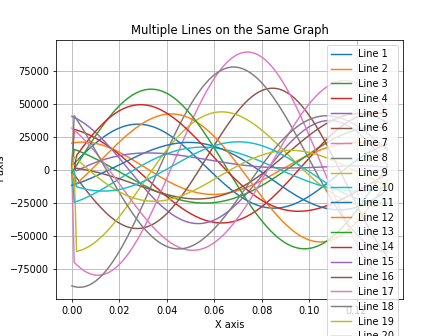 Multiple Lines on the Same Graph
75000
50000
25000
0
−25000
−50000
−75000
0.00 0.02 0.04 0.06 0.08 0.10
X axis
Line 1
Line 2
Line 3
Line 4
Line 5
Line 6
Line 7
Line 8
Line 9
Line 10
Line 11
Line 12
Line 13
Line 14
Line 15
Line 16
Line 17
Line 18
Line 19
Line 20